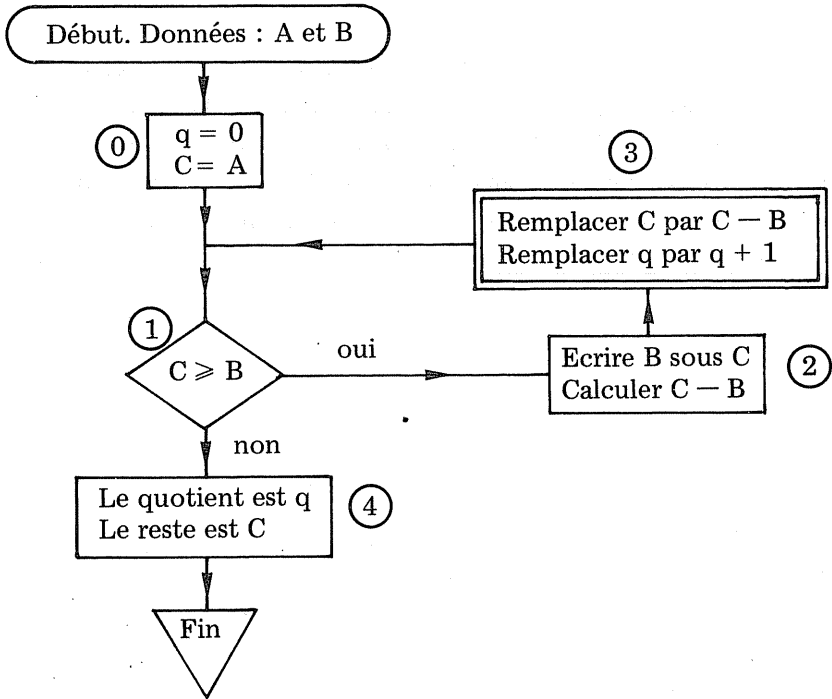 Début. Données : A et B
0
q = 0
C = A
3
Remplacer C par C — B
Remplacer q par q + 1
1
C ⩾ B
oui
Ecrire B sous C
Calculer C — B
2
non
Le quotient est q
Le reste est C
4
Fin